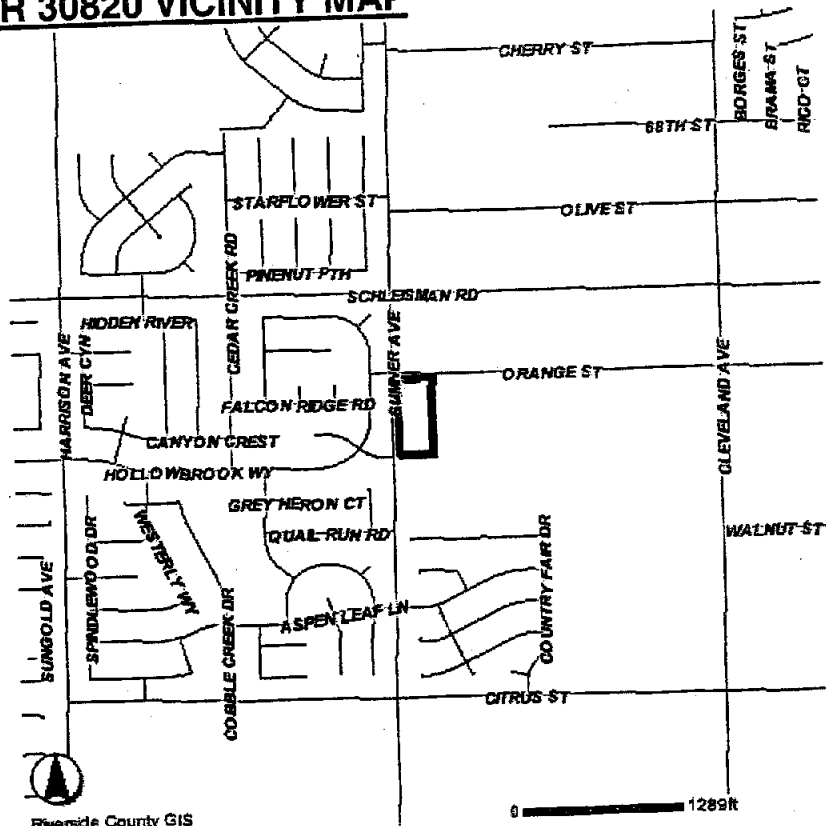 R 30820 VICINITY MAP
CHERRY ST
BORGES ST
BRAMA ST
RICO CT
68TH ST
STARFLOWER ST
OLIVE ST
CEDAR CREEK RD
PINENUT PTH
SCHLEISMAN RD
HIDDEN RIVER
HARRISON AVE
DEER CYN
SUMNER AVE
CLEVELAND AVE
ORANGE ST
FALCON RIDGE RD
CANYON CREST
HOLLOWBROOK WY
GREY HERON CT
QUAIL RUN RD
WALNUT ST
WESTERLY WY
SPINDLEWOOD DR
SUNGOLD AVE
COUNTRY FAIR DR
ASPEN LEAF LN
COBBLE CREEK DR
CITRUS ST
0 1289ft
Riverside County GIS